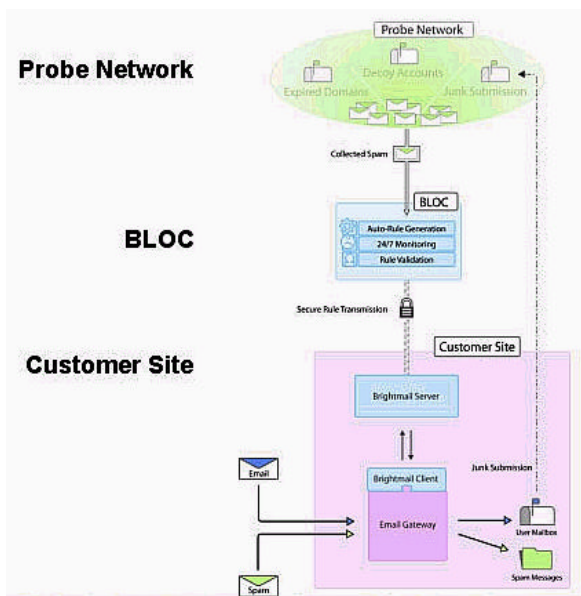 Probe Network
Probe Network
Decoy Accounts
Expired Domains
Junk Submission
Collected Spam
BLOC
BLOC
Auto-Rule Generation
24/7 Monitoring
Rule Validation
Secure Rule Transmission
Customer Site
Customer Site
Brightmail Server
Junk Submission
Email
Brightmail Client
Email Gateway
User Mailbox
Spam Messages
Spam